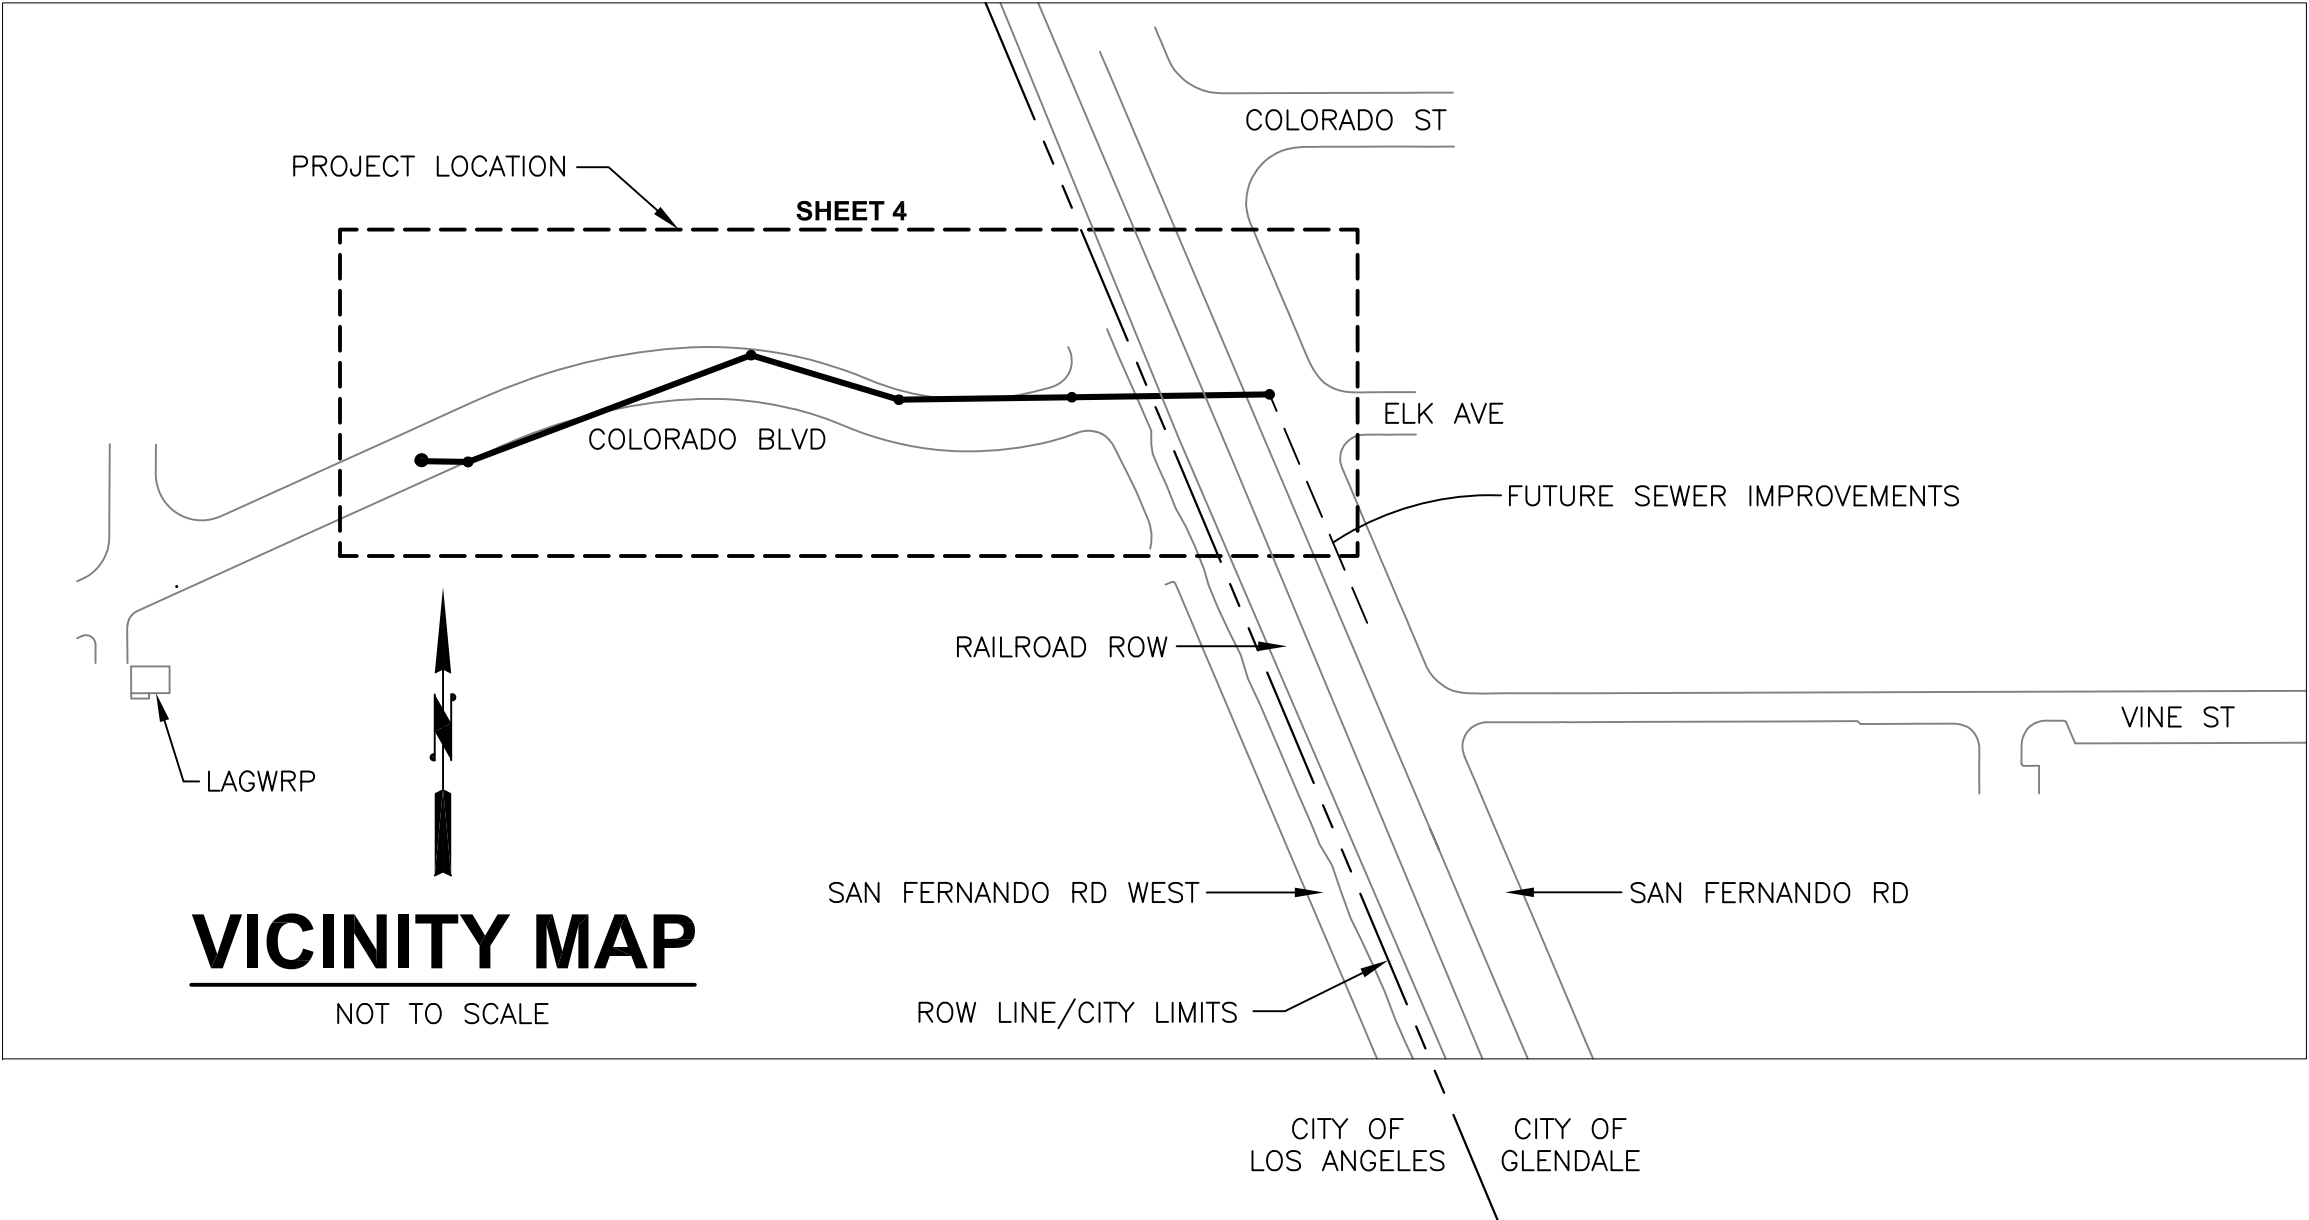 COLORADO ST
PROJECT LOCATION
SHEET 4
ELK AVE
COLORADO BLVD
FUTURE SEWER IMPROVEMENTS
RAILROAD ROW
VINE ST
LAGWRP
SAN FERNANDO RD WEST
SAN FERNANDO RD
VICINITY MAP
NOT TO SCALE
ROW LINE/CITY LIMITS
CITY OF
LOS ANGELES
CITY OF
GLENDALE